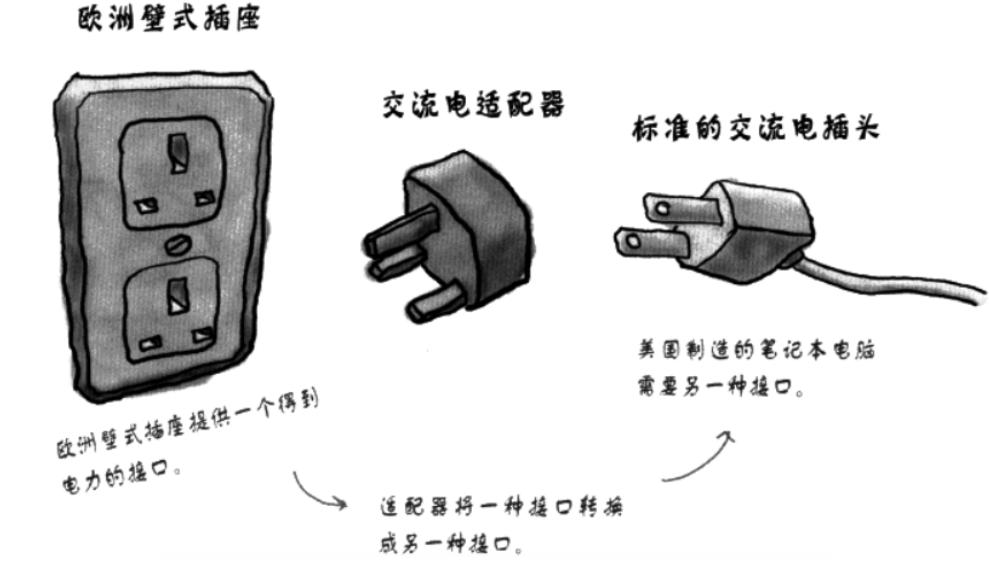 欧洲壁式插座
交流电适配器
标准的交流电插头
欧洲壁式插座提供一个得到
电力的接口。
适配器将一种接口转换
成另一种接口。
美国制造的笔记本电脑
需要另一种接口。